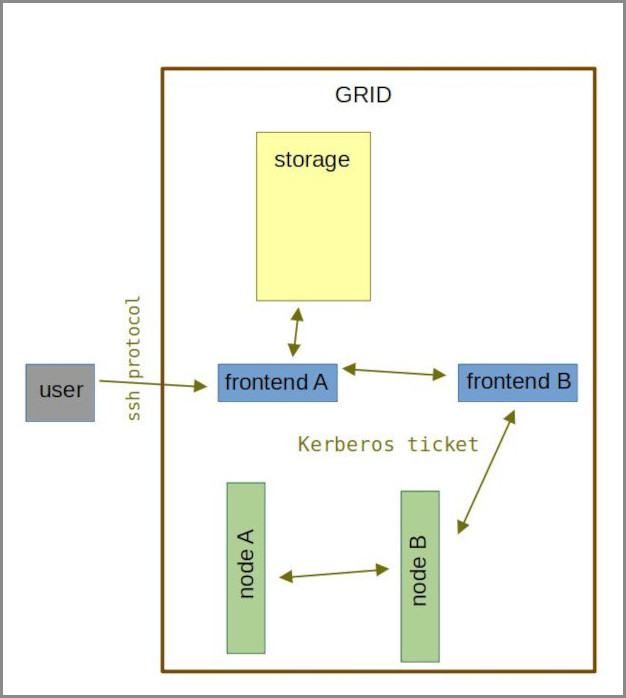 GRID
storage
ssh protocol
user
frontend A
frontend B
Kerberos ticket
node A
node B